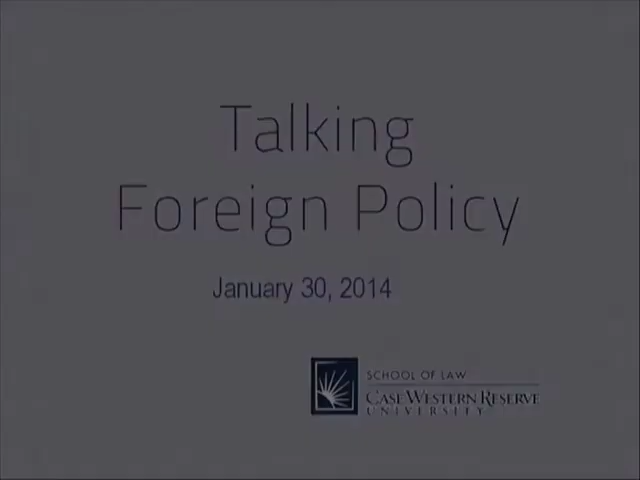 Talking
Foreign Policy
January 30, 2014
SCHOOL OF LAW
CASE WESTERN RESERVE
UNIVERSITY